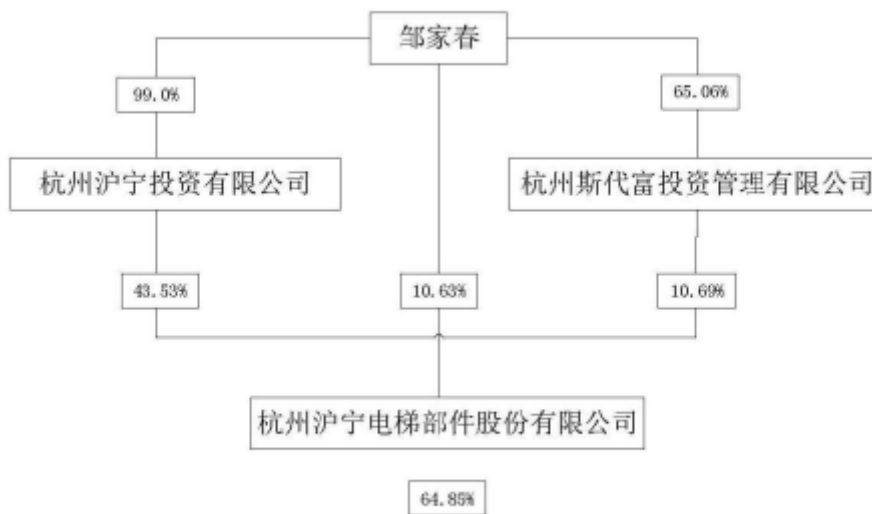 邹家春
99.0%
65.06%
杭州沪宁投资有限公司
杭州斯代富投资管理有限公司
43.53%
10.63%
10.69%
杭州沪宁电梯部件股份有限公司
64.85%